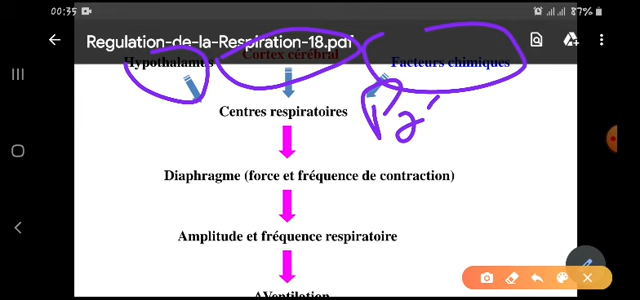 00:35 87%
Regulation-de-la-Respiration-18.pdf
Hypothalamus Cortex cérébral Facteurs chimiques
Centres respiratoires
Diaphragme (force et fréquence de contraction)
Amplitude et fréquence respiratoire